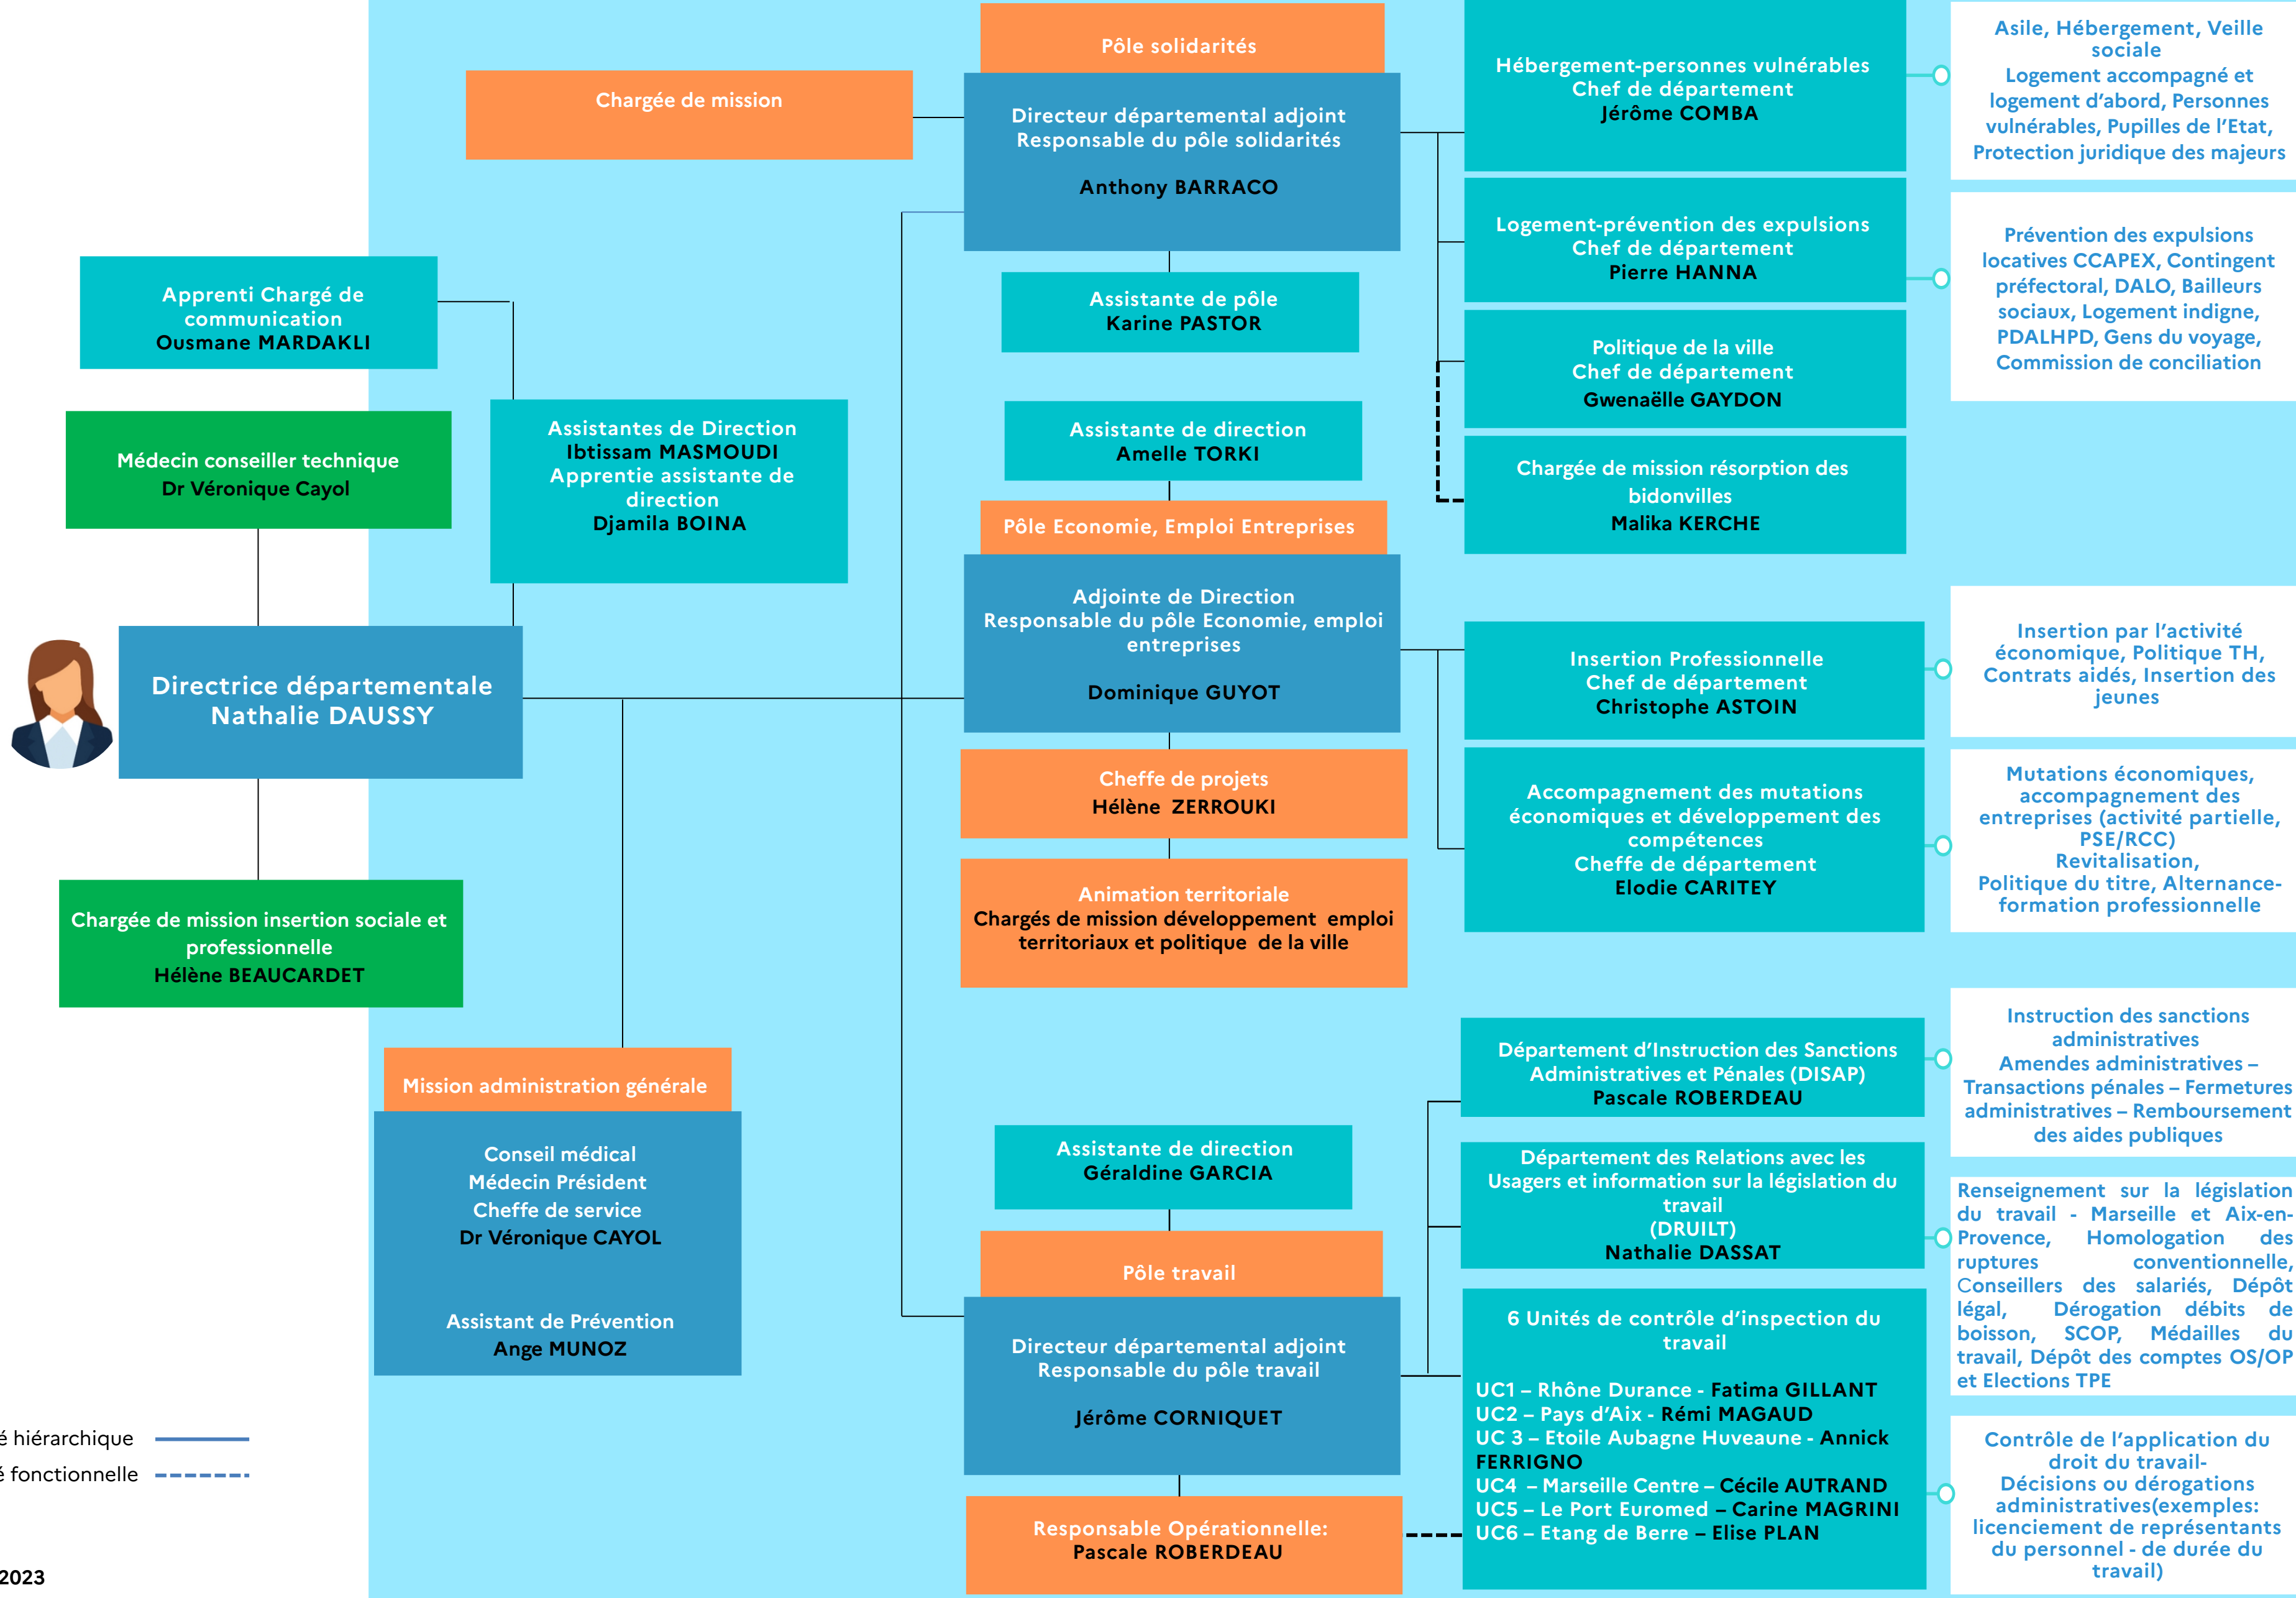 Pôle solidarités
Chargée de mission
Directeur départemental adjoint
Responsable du pôle solidarités
Anthony BARRACO
Assistante de pôle
Karine PASTOR
Hébergement-personnes vulnérables
Chef de département
Jérôme COMBA
Asile, Hébergement, Veille
sociale
Logement accompagné et
logement d'abord, Personnes
vulnérables, Pupilles de l'Etat,
Protection juridique des majeurs
Logement-prévention des expulsions
Chef de département
Pierre HANNA
Prévention des expulsions
locatives CCAPEX, Contingent
préfectoral, DALO, Bailleurs
sociaux, Logement indigne,
PDALHPD, Gens du voyage,
Commission de conciliation
Politique de la ville
Chef de département
Gwenaëlle GAYDON
Chargée de mission résorption des
bidonvilles
Malika KERCHE
Apprenti Chargé de
communication
Ousmane MARDAKLI
Médecin conseiller technique
Dr Véronique Cayol
Assistantes de Direction
Ibtissam MASMOUDI
Apprentie assistante de
direction
Djamila BOINA
Directrice départementale
Nathalie DAUSSY
Chargée de mission insertion sociale et
professionnelle
Hélène BEAUCARDET
Assistante de direction
Amelle TORKI
Pôle Economie, Emploi Entreprises
Adjointe de Direction
Responsable du pôle Economie, emploi
entreprises
Dominique GUYOT
Cheffe de projets
Hélène ZERROUKI
Animation territoriale
Chargés de mission développement emploi
territoriaux et politique de la ville
Insertion Professionnelle
Chef de département
Christophe ASTOIN
Insertion par l'activité
économique, Politique TH,
Contrats aidés, Insertion des
jeunes
Accompagnement des mutations
économiques et développement des
compétences
Cheffe de département
Elodie CARITEY
Mutations économiques,
accompagnement des
entreprises (activité partielle,
PSE/RCC)
Revitalisation,
Politique du titre, Alternance-
formation professionnelle
Mission administration générale
Conseil médical
Médecin Président
Cheffe de service
Dr Véronique CAYOL
Assistant de Prévention
Ange MUNOZ
Assistante de direction
Géraldine GARCIA
Pôle travail
Directeur départemental adjoint
Responsable du pôle travail
Jérôme CORNIQUET
Responsable Opérationnelle:
Pascale ROBERDEAU
Département d'Instruction des Sanctions
Administratives et Pénales (DISAP)
Pascale ROBERDEAU
Instruction des sanctions
administratives
Amendes administratives –
Transactions pénales – Fermetures
administratives – Remboursement
des aides publiques
Département des Relations avec les
Usagers et information sur la législation du
travail
(DRUILT)
Nathalie DASSAT
Renseignement sur la législation
du travail - Marseille et Aix-en-
Provence, Homologation des
ruptures conventionnelle,
Conseillers des salariés, Dépôt
légal, Dérogation débits de
boisson, SCOP, Médailles du
travail, Dépôt des comptes OS/OP
et Elections TPE
6 Unités de contrôle d'inspection du
travail
UC1 – Rhône Durance - Fatima GILLANT
UC2 – Pays d'Aix - Rémi MAGAUD
UC 3 – Etoile Aubagne Huveaune - Annick
FERRIGNO
UC4 – Marseille Centre – Cécile AUTRAND
UC5 – Le Port Euromed – Carine MAGRINI
UC6 – Etang de Berre – Elise PLAN
Contrôle de l'application du
droit du travail-
Décisions ou dérogations
administratives(exemples:
licenciement de représentants
du personnel - de durée du
travail)
é hiérarchique
é fonctionnelle
2023